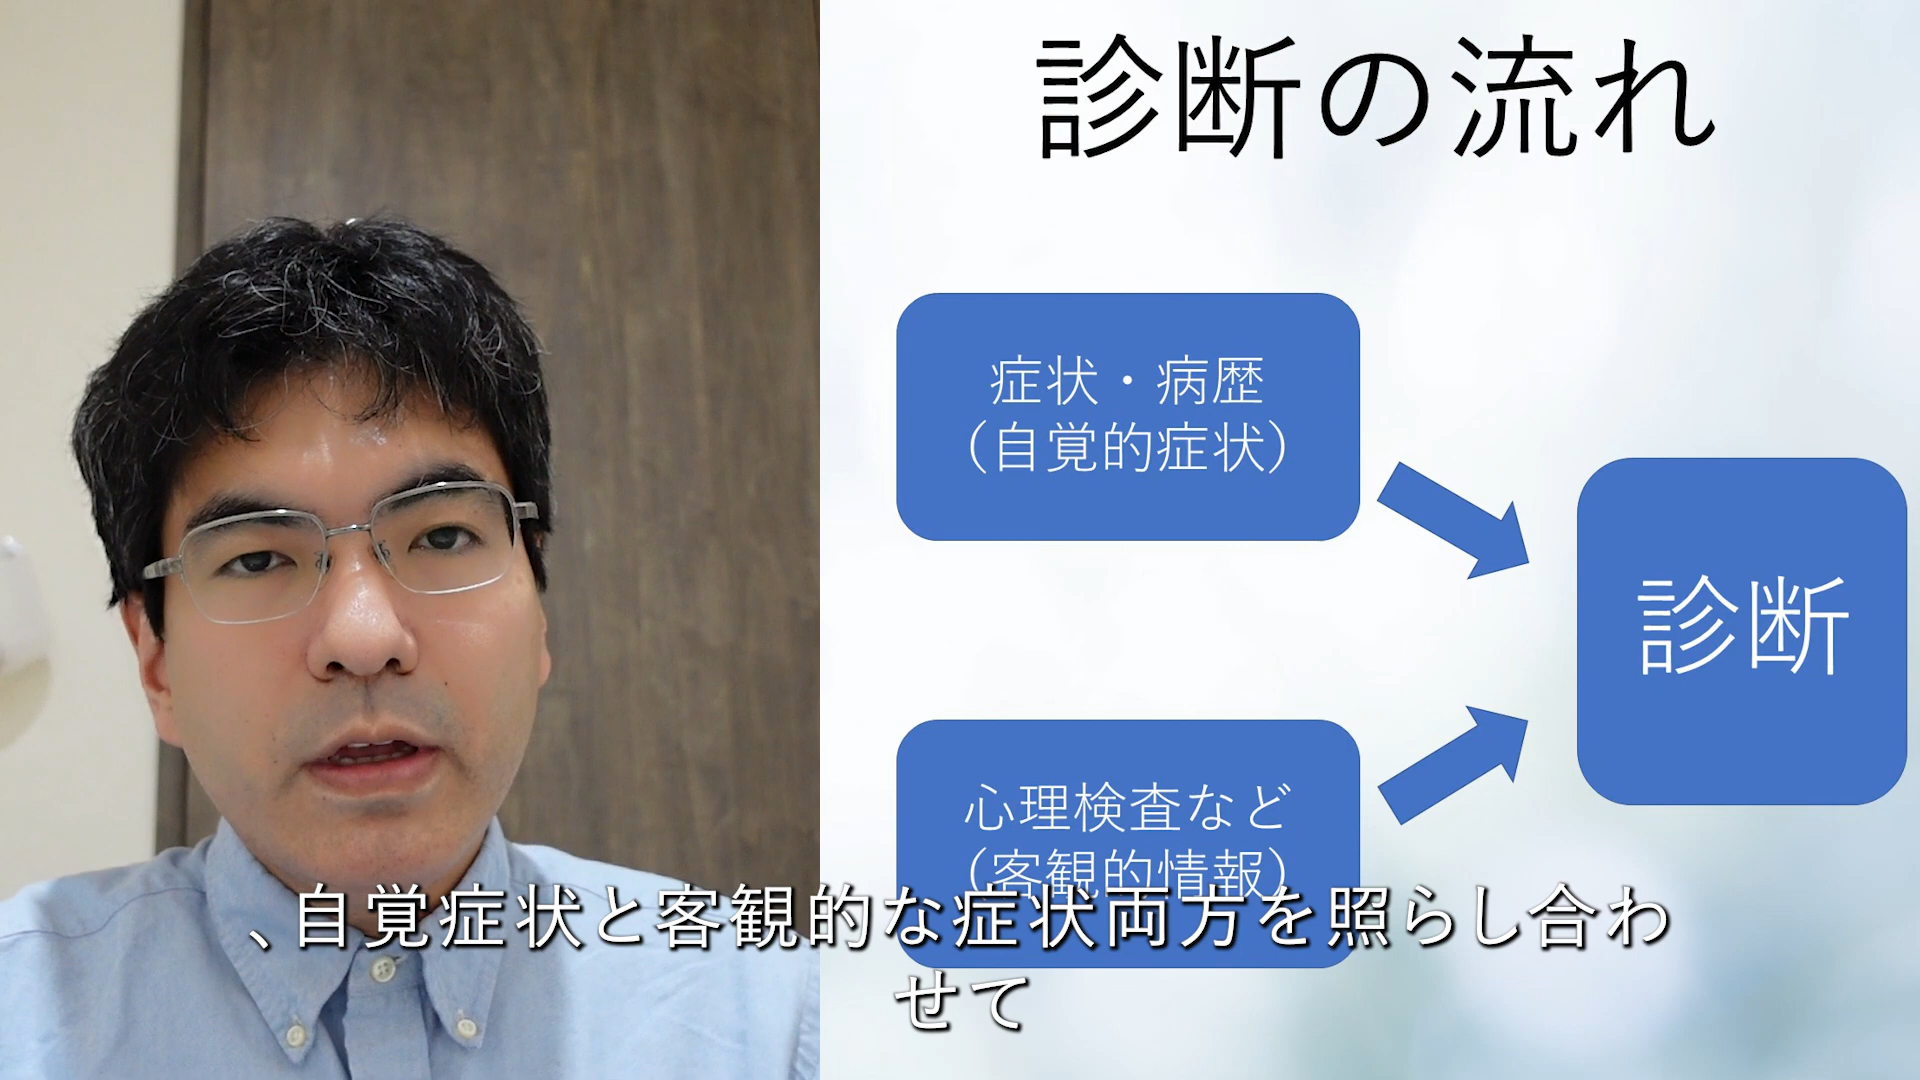 診断の流れ
症状・病歴
（自覚的症状）
診断
心理検査など
（客観的情報）
、自覚症状と客観的な症状両方を照らし合わ
せて